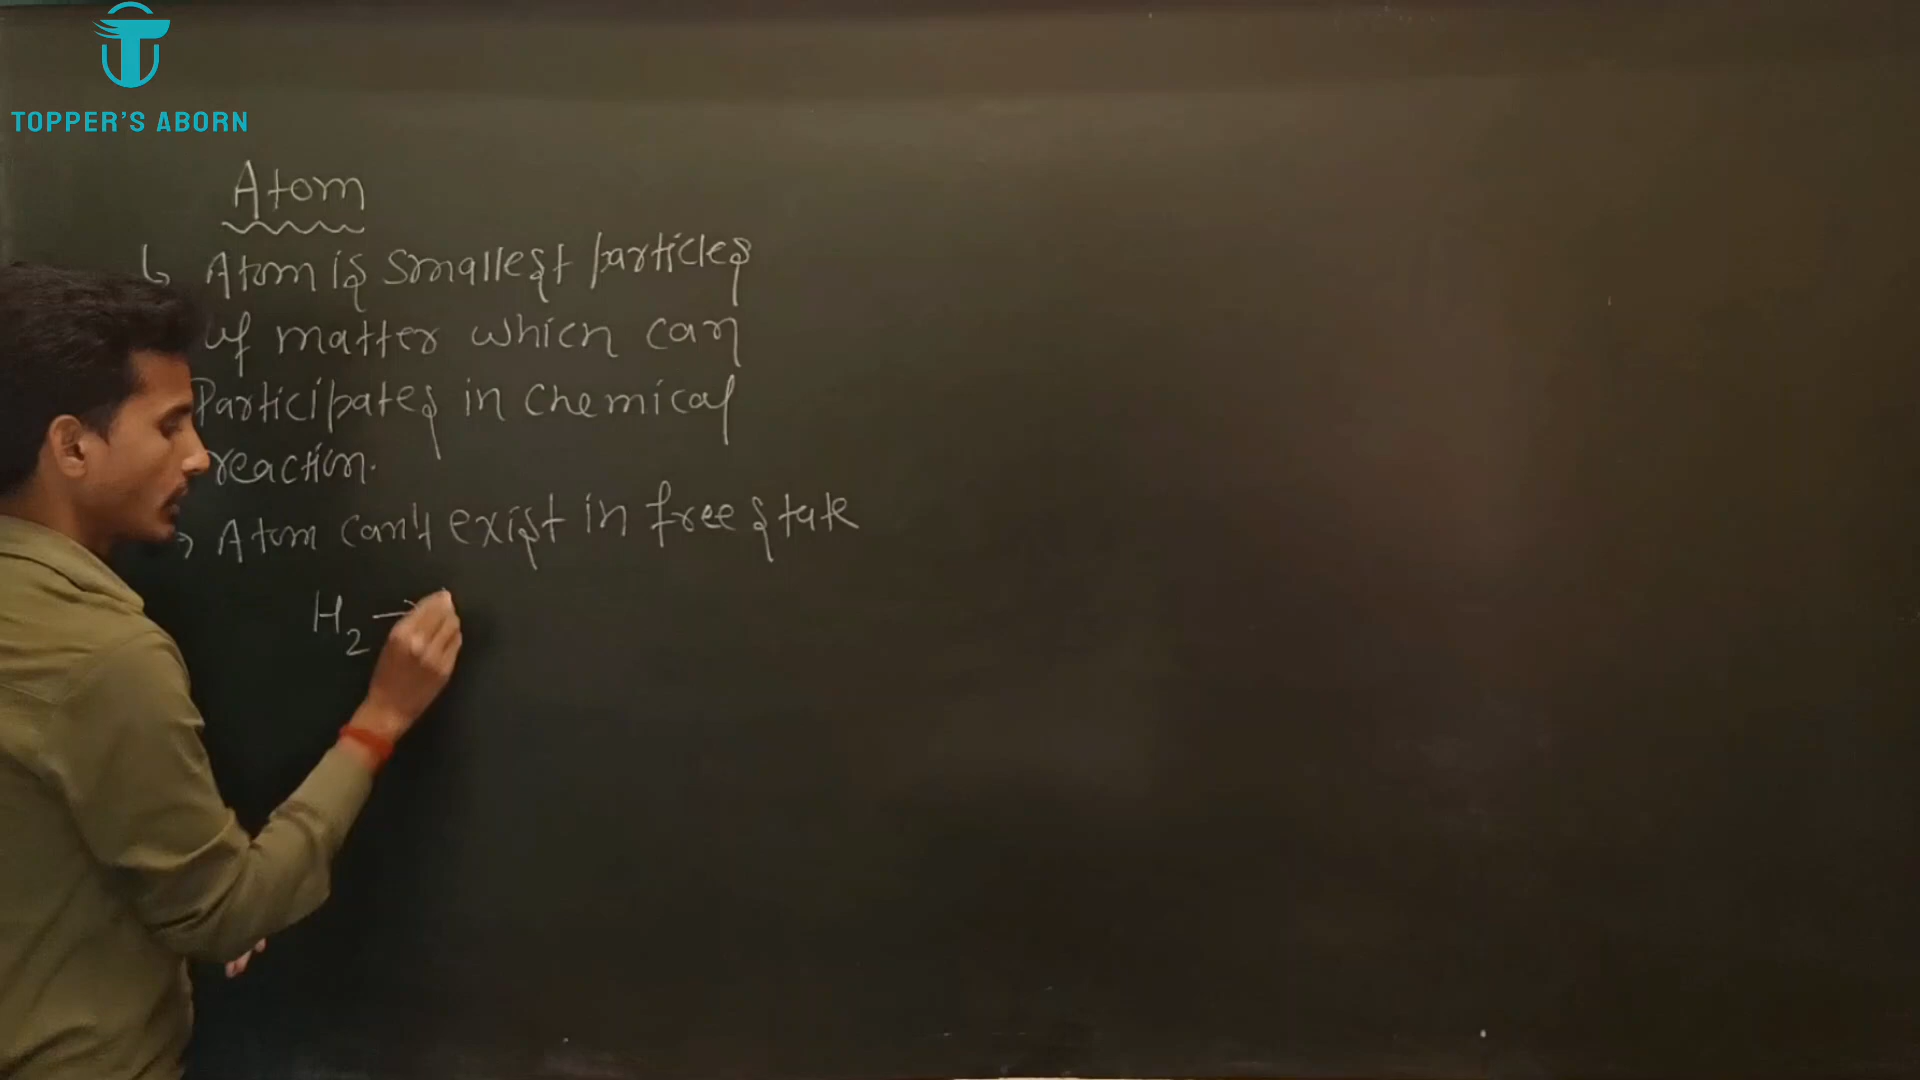 TOPPER'S ABORN
Atom
Atom is smallest particles
of matter which can
Participates in chemical
reaction.
Atom can't exist in free state
H₂ →